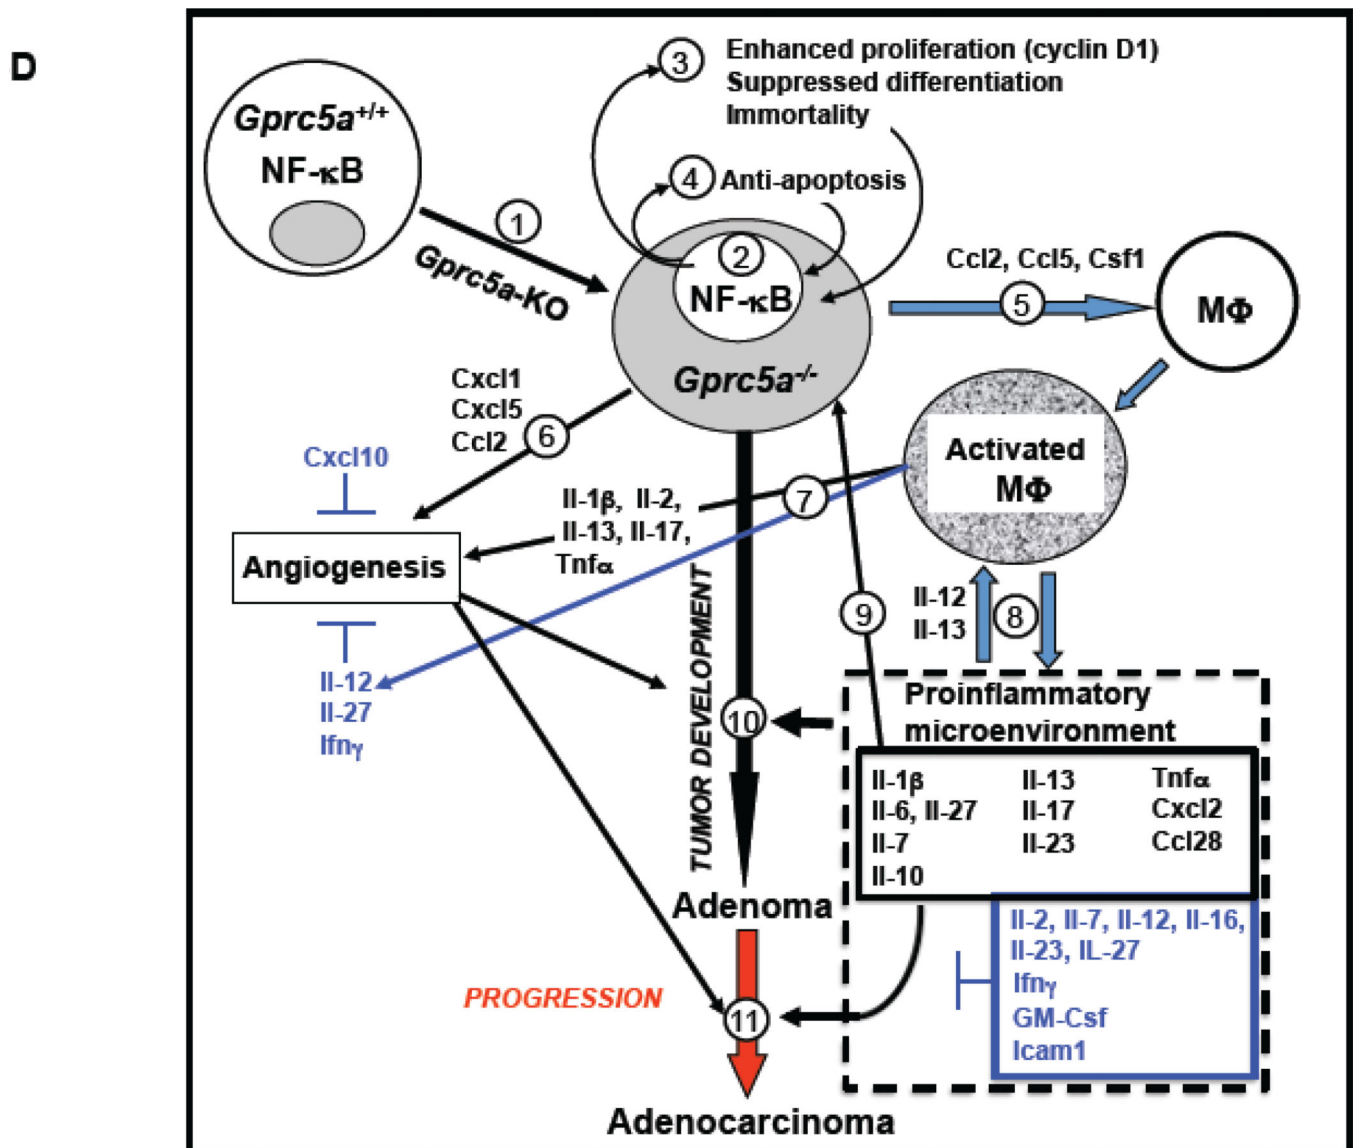 D
Gprc5a+/+
NF-κB
1
Gprc5a-KO
3
Enhanced proliferation (cyclin D1)
Suppressed differentiation
Immortality
4
Anti-apoptosis
2
NF-κB
Gprc5a-/-
Ccl2, Ccl5, Csf1
5
MΦ
Activated
MΦ
Cxcl1
Cxcl5
Ccl2
6
Cxcl10
Angiogenesis
Il-1β, Il-2,
Il-13, Il-17,
Tnfα
7
Il-12
Il-27
Ifnγ
Il-12
Il-13
8
9
TUMOR DEVELOPMENT
10
Proinflammatory
microenvironment
Il-1β
Il-6, Il-27
Il-7
Il-10
Il-13
Il-17
Il-23
Tnfα
Cxcl2
Ccl28
Il-2, Il-7, Il-12, Il-16,
Il-23, IL-27
Ifnγ
GM-Csf
Icam1
Adenoma
PROGRESSION
11
Adenocarcinoma